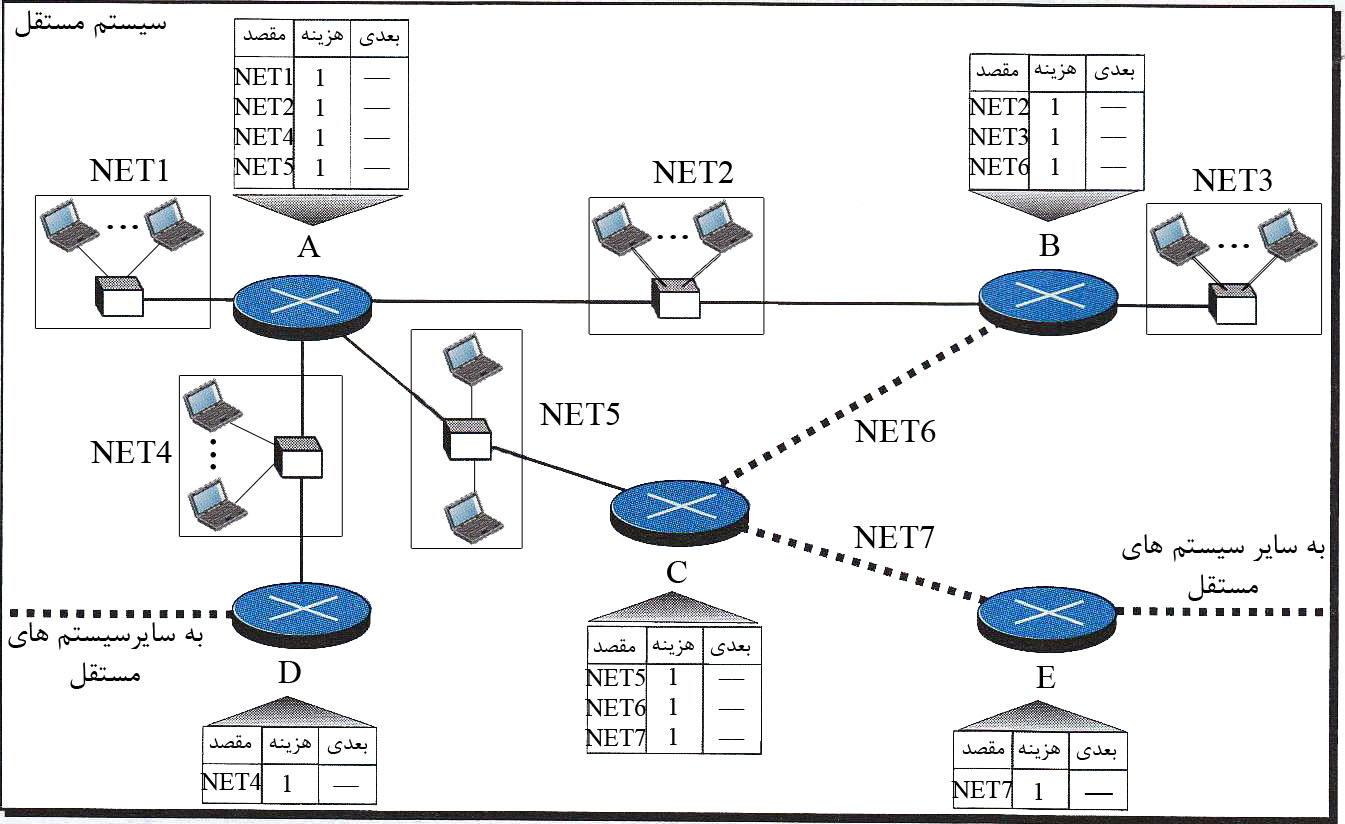 سیستم مستقل
مقصد هزینه بعدی
NET1 1 —
NET2 1 —
NET4 1 —
NET5 1 —
مقصد هزینه بعدی
NET2 1 —
NET3 1 —
NET6 1 —
NET1
NET2
NET3
A
B
NET4
NET5
NET6
NET7
به سایر سیستم های
مستقل
C
به سایرسیستم های
مستقل
D
E
مقصد هزینه بعدی
NET5 1 —
NET6 1 —
NET7 1 —
مقصد هزینه بعدی
NET4 1 —
مقصد هزینه بعدی
NET7 1 —